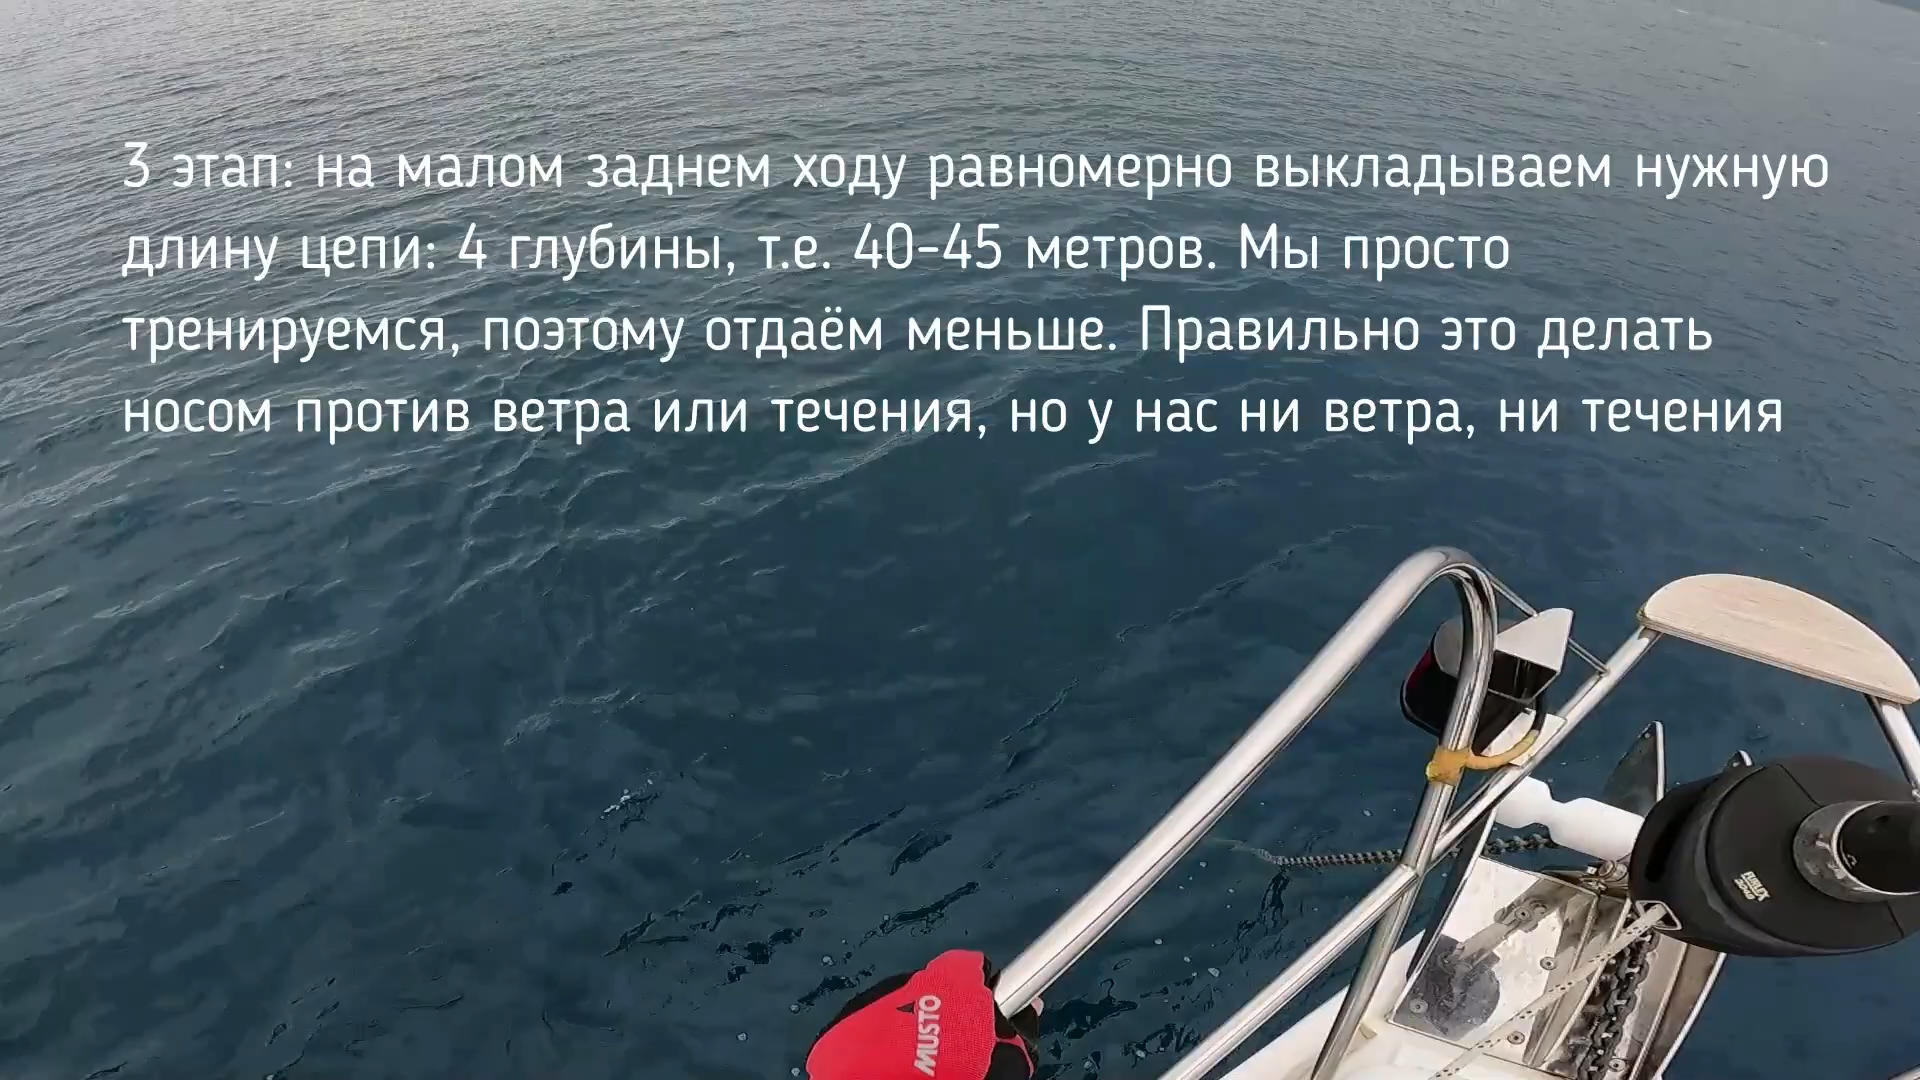 3 этап: на малом заднем ходу равномерно выкладываем нужную
длину цепи: 4 глубины, т.е. 40-45 метров. Мы просто
тренируемся, поэтому отдаём меньше. Правильно это делать
носом против ветра или течения, но у нас ни ветра, ни течения
MUSTO
FURLEX